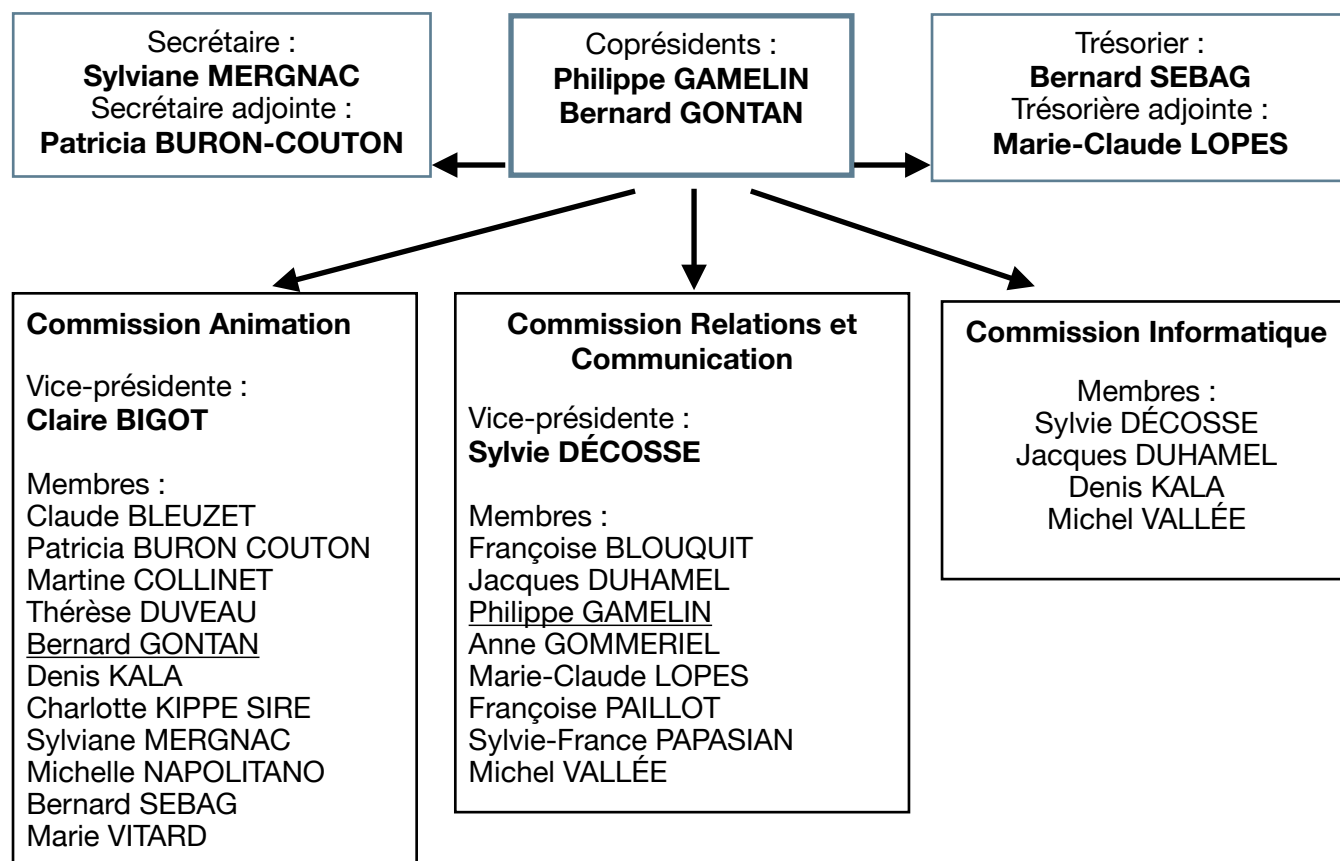 Secrétaire :
Sylviane MERGNAC
Secrétaire adjointe :
Patricia BURON-COUTON
Coprésidents :
Philippe GAMELIN
Bernard GONTAN
Trésorier :
Bernard SEBAG
Trésorière adjointe :
Marie-Claude LOPES
Commission Animation
Vice-présidente :
Claire BIGOT
Membres :
Claude BLEUZET
Patricia BURON COUTON
Martine COLLINET
Thérèse DUVEAU
Bernard GONTAN
Denis KALA
Charlotte KIPPE SIRE
Sylviane MERGNAC
Michelle NAPOLITANO
Bernard SEBAG
Marie VITARD
Commission Relations et
Communication
Vice-présidente :
Sylvie DÉCOSSE
Membres :
Françoise BLOUQUIT
Jacques DUHAMEL
Philippe GAMELIN
Anne GOMMERIEL
Marie-Claude LOPES
Françoise PAILLOT
Sylvie-France PAPASIAN
Michel VALLÉE
Commission Informatique
Membres :
Sylvie DÉCOSSE
Jacques DUHAMEL
Denis KALA
Michel VALLÉE